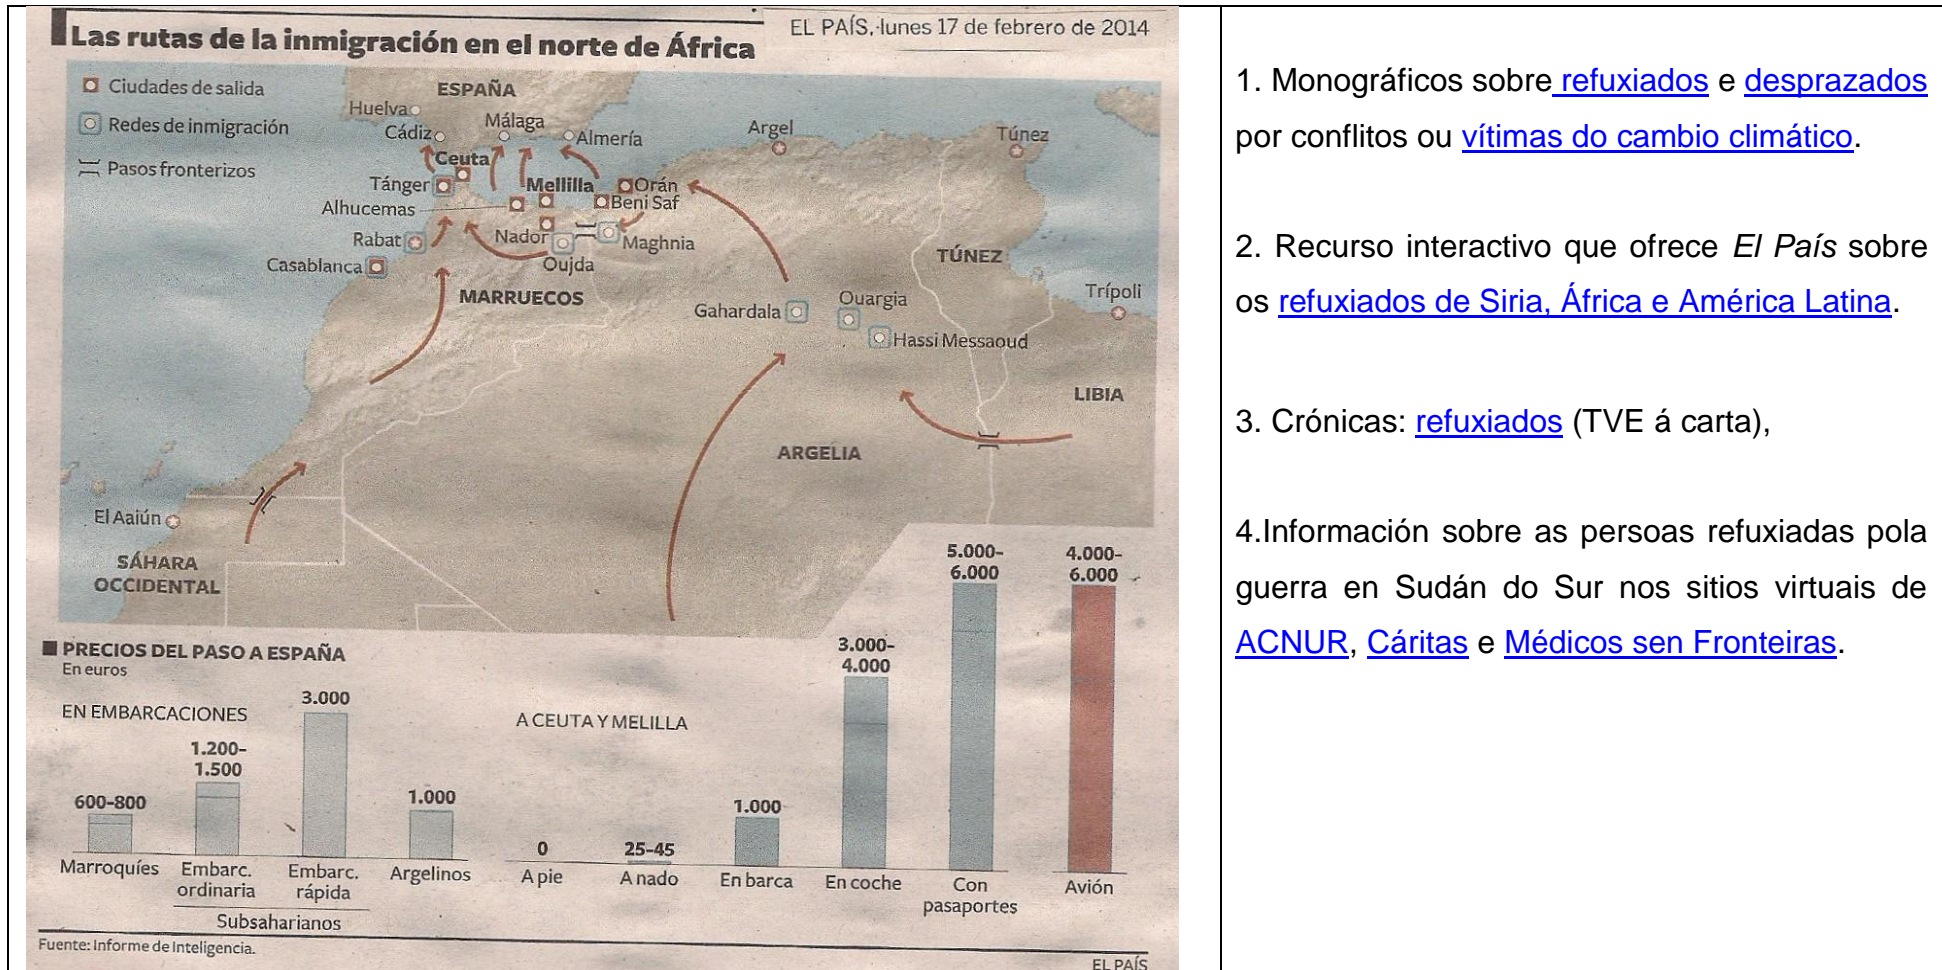 Las rutas de la inmigración en el norte de África
EL PAÍS, lunes 17 de febrero de 2014
Ciudades de salida
Redes de inmigración
Pasos fronterizos
ESPAÑA
Huelva
Cádiz
Málaga
Almería
Argel
Túnez
Ceuta
Tánger
Mellilla
Orán
Beni Saf
Alhucemas
Rabat
Nador
Maghnia
Casablanca
Oujda
TÚNEZ
MARRUECOS
Gahardala
Ouargia
Trípoli
Hassi Messaoud
LIBIA
ARGELIA
El Aaiún
SÁHARA
OCCIDENTAL
PRECIOS DEL PASO A ESPAÑA
En euros
EN EMBARCACIONES
600-800
Marroquíes
1.200-
1.500
Embarc.
ordinaria
3.000
Embarc.
rápida
Subsaharianos
1.000
Argelinos
A CEUTA Y MELILLA
0
A pie
25-45
A nado
1.000
En barca
3.000-
4.000
En coche
5.000-
6.000
Con
pasaportes
4.000-
6.000
Avión
Fuente: Informe de Inteligencia.
EL PAÍS
1. Monográficos sobre refuxiados e desprazados
por conflitos ou vítimas do cambio climático.
2. Recurso interactivo que ofrece El País sobre
os refuxiados de Siria, África e América Latina.
3. Crónicas: refuxiados (TVE á carta),
4.Información sobre as persoas refuxiadas pola
guerra en Sudán do Sur nos sitios virtuais de
ACNUR, Cáritas e Médicos sen Fronteiras.